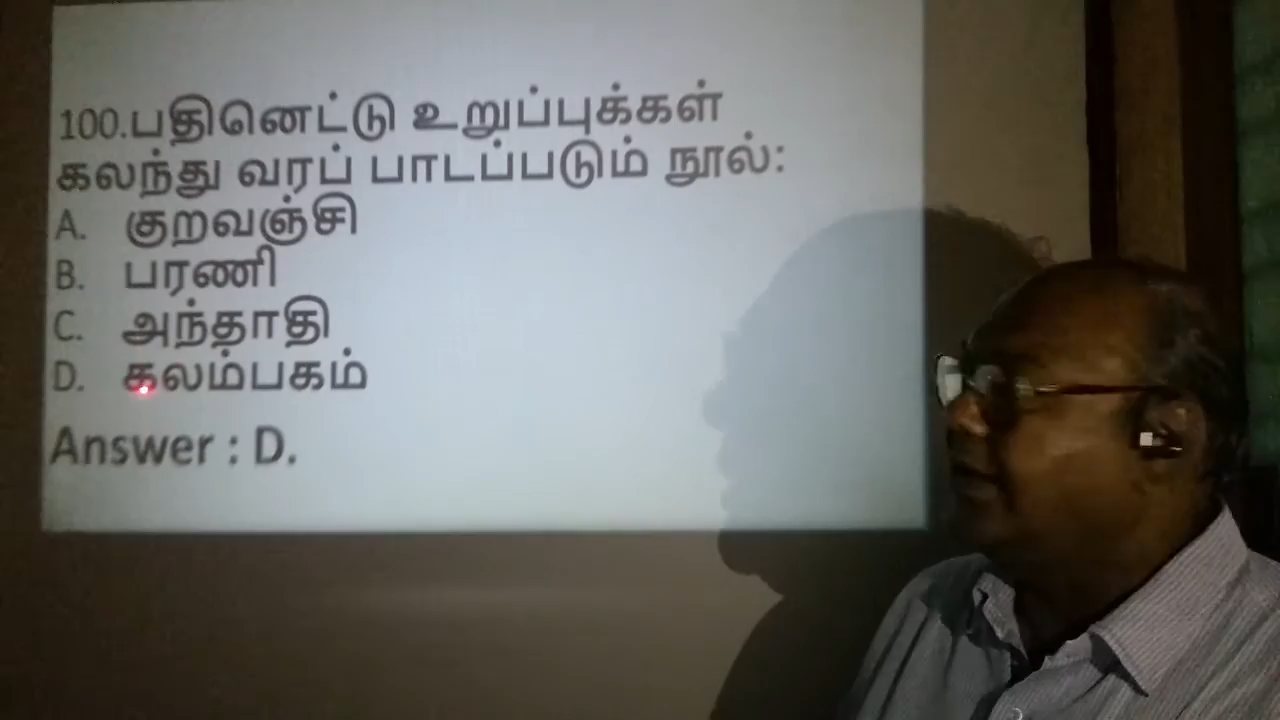 100.பதினெட்டு உறுப்புக்கள்
கலந்து வரப் பாடப்படும் நூல்:
A. குறவஞ்சி
B. பரணி
C. அந்தாதி
D. கலம்பகம்
Answer : D.